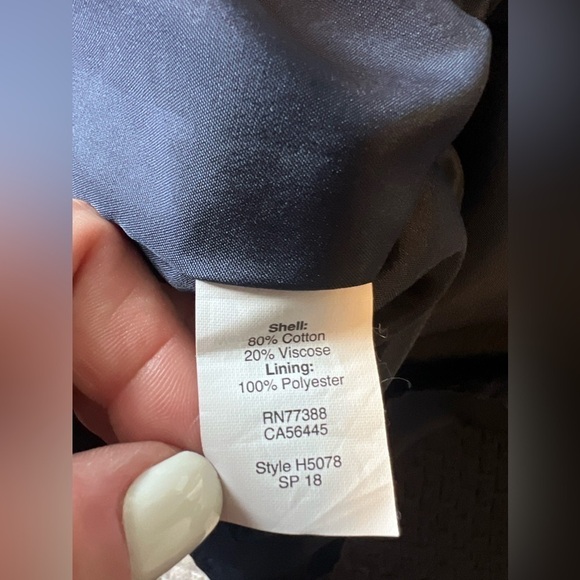 Shell:
80% Cotton
20% Viscose
Lining:
100% Polyester
RN77388
CA56445
Style H5078
SP 18